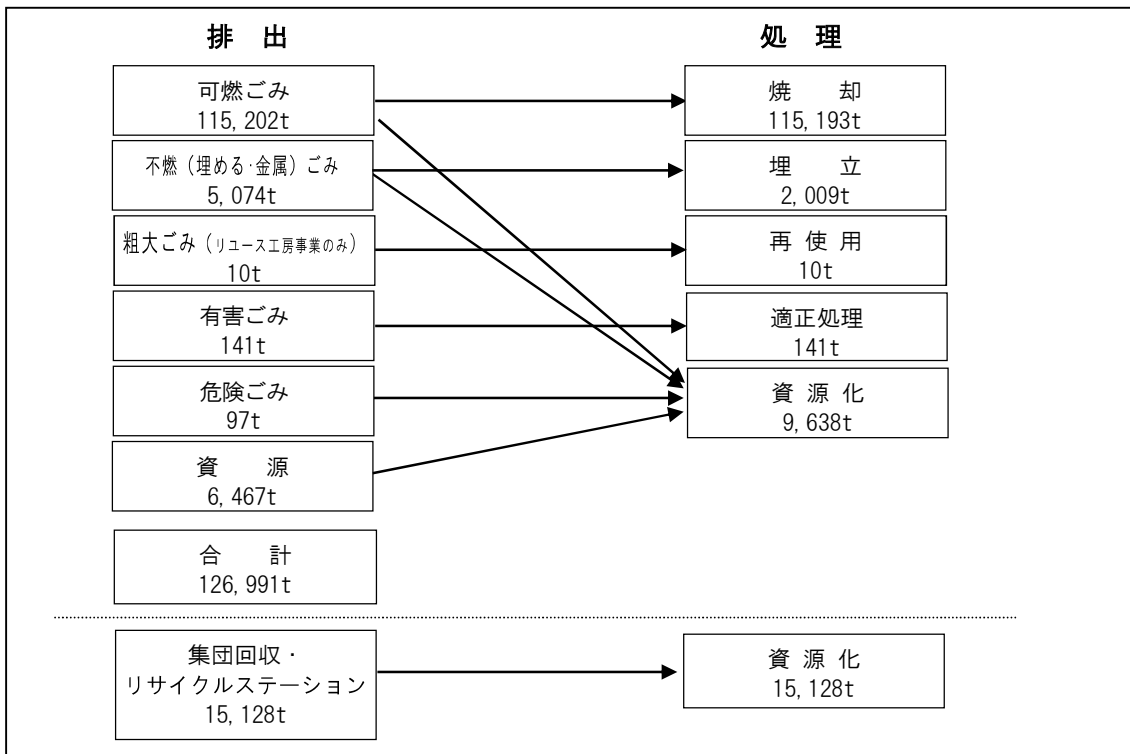 排 出
処 理
可燃ごみ
115,202t
焼 却
115,193t
不燃（埋める・金属）ごみ
5,074t
埋 立
2,009t
粗大ごみ（リユース工房事業のみ）
10t
再 使 用
10t
有害ごみ
141t
適正処理
141t
危険ごみ
97t
資 源 化
9,638t
資 源
6,467t
合 計
126,991t
集団回収・
リサイクルステーション
15,128t
資 源 化
15,128t